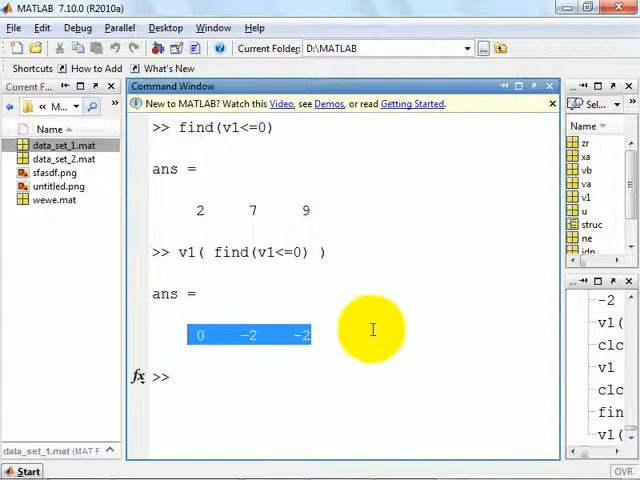 MATLAB 7.10.0 (R2010a)
File Edit Debug Parallel Desktop Window Help
Current Folder: D:\MATLAB
Shortcuts How to Add What's New
Current F...
« M...
Name
data_set_1.mat
data_set_2.mat
sfasdf.png
untitled.png
wewe.mat
data_set_1.mat (MAT F
Command Window
New to MATLAB? Watch this Video, see Demos, or read Getting Started.
>> find(v1<=0)
ans =
2 7 9
>> v1( find(v1<=0) )
ans =
0 -2 -2
fx >>
Sel...
Name
zr
xa
vb
va
v1
u
struc
ne
-2
v1(
clc
v1
clc
fin
v1(
Start
OVR